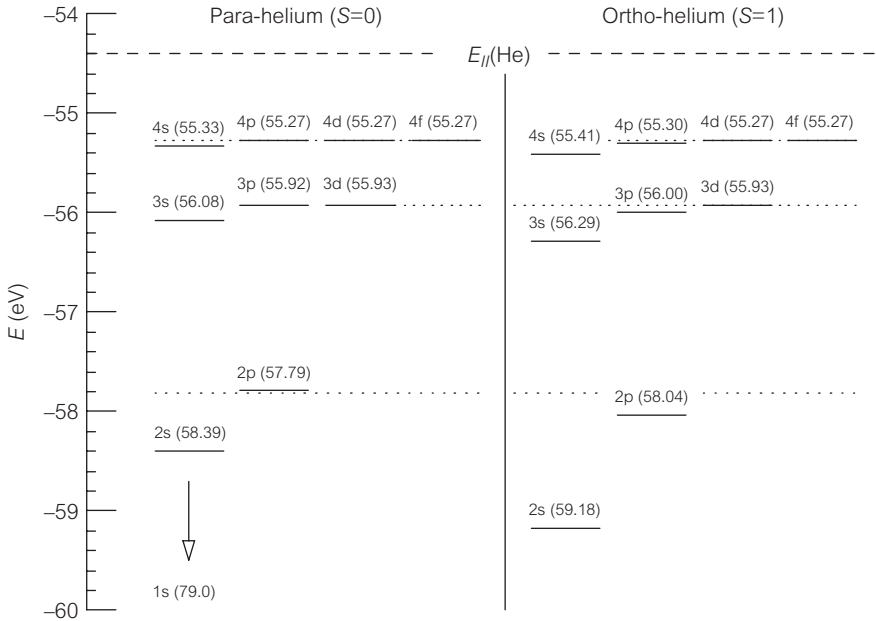 Para-helium (S=0)
Ortho-helium (S=1)
E_II(He)
E (eV)
–54
–55
–56
–57
–58
–59
–60
4s (55.33)
4p (55.27)
4d (55.27)
4f (55.27)
3s (56.08)
3p (55.92)
3d (55.93)
2p (57.79)
2s (58.39)
1s (79.0)
4s (55.41)
4p (55.30)
4d (55.27)
4f (55.27)
3s (56.29)
3p (56.00)
3d (55.93)
2p (58.04)
2s (59.18)